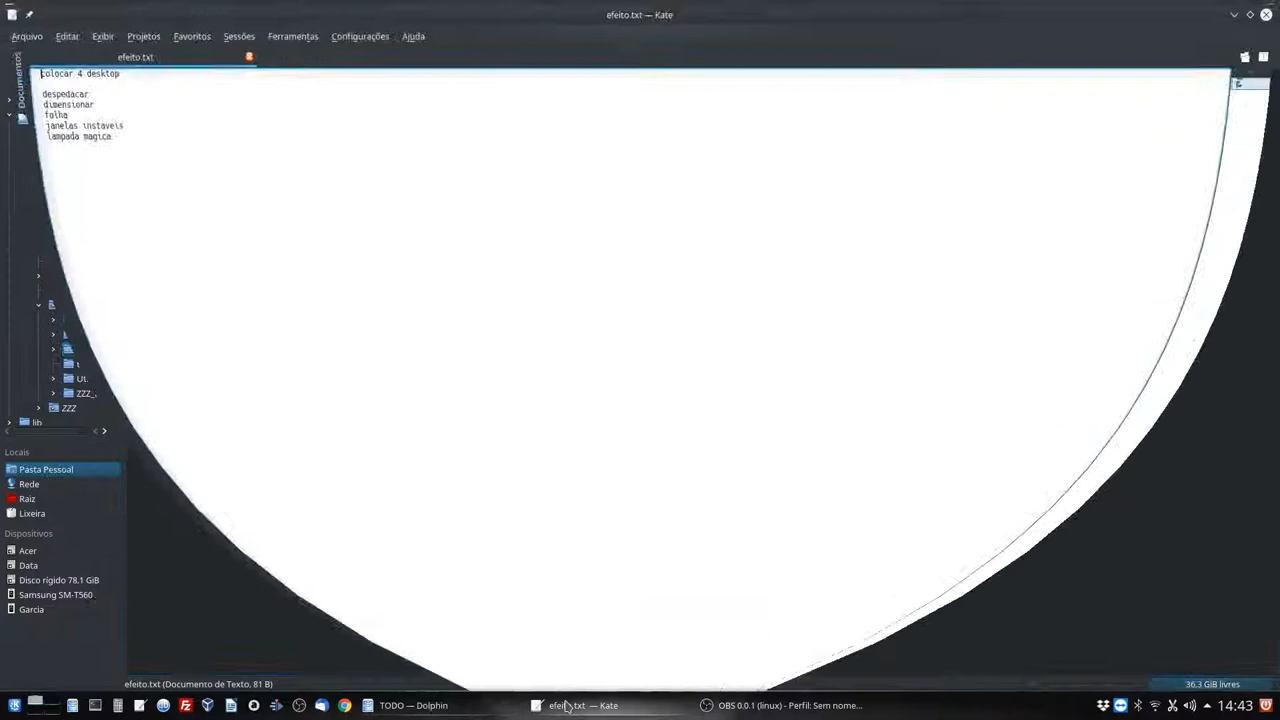 efeito.txt — Kate
Arquivo Editar Exibir Projetos Favoritos Sessões Ferramentas Configurações Ajuda
efeito.txt
Documentos
colocar 4 desktop
despedacar
dimensionar
folha
janelas instaveis
lampada magica
t
UL
ZZZ_
ZZZ
lib
Locais
Pasta Pessoal
Rede
Raiz
Lixeira
Dispositivos
Acer
Data
Disco rígido 78,1 GiB
Samsung SM-T560
Garcia
efeito.txt (Documento de Texto, 81 B)
36,3 GiB livres
TODO — Dolphin
efeito.txt — Kate
OBS 0.0.1 (linux) - Perfil: Sem nome...
14:43